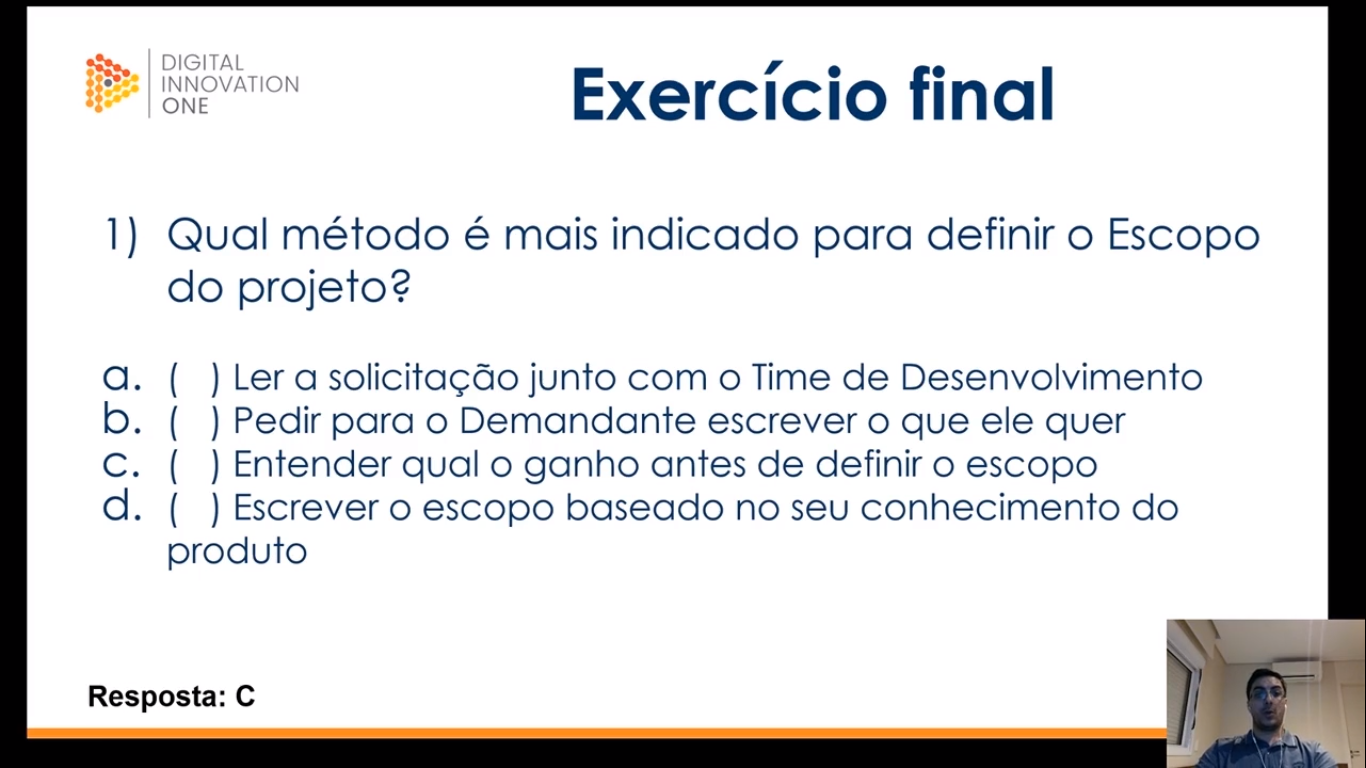 DIGITAL
INNOVATION
ONE
Exercício final
1) Qual método é mais indicado para definir o Escopo
do projeto?
a. ( ) Ler a solicitação junto com o Time de Desenvolvimento
b. ( ) Pedir para o Demandante escrever o que ele quer
c. ( ) Entender qual o ganho antes de definir o escopo
d. ( ) Escrever o escopo baseado no seu conhecimento do
produto
Resposta: C